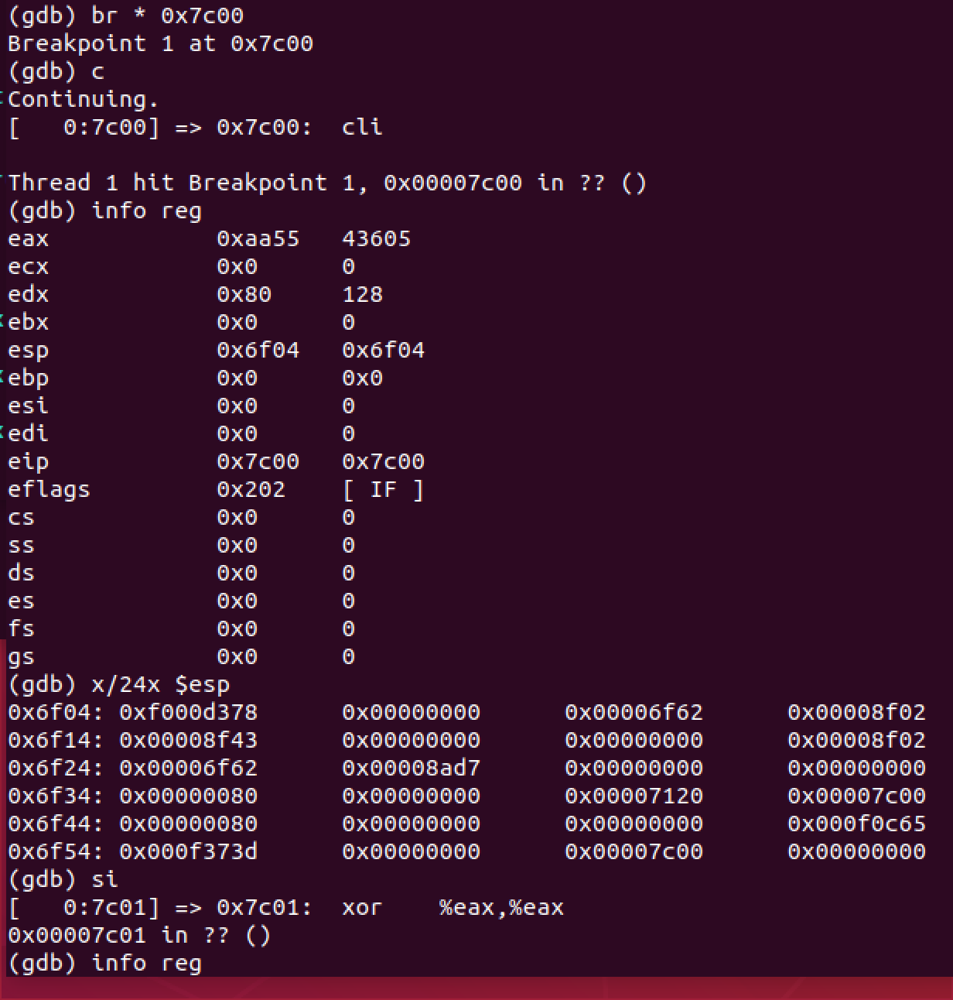 (gdb) br * 0x7c00
Breakpoint 1 at 0x7c00
(gdb) c
Continuing.
[   0:7c00] => 0x7c00:  cli
Thread 1 hit Breakpoint 1, 0x00007c00 in ?? ()
(gdb) info reg
eax            0xaa55   43605
ecx            0x0      0
edx            0x80     128
ebx            0x0      0
esp            0x6f04   0x6f04
ebp            0x0      0x0
esi            0x0      0
edi            0x0      0
eip            0x7c00   0x7c00
eflags         0x202    [ IF ]
cs             0x0      0
ss             0x0      0
ds             0x0      0
es             0x0      0
fs             0x0      0
gs             0x0      0
(gdb) x/24x $esp
0x6f04: 0xf000d378      0x00000000      0x00006f62      0x00008f02
0x6f14: 0x00008f43      0x00000000      0x00000000      0x00008f02
0x6f24: 0x00006f62      0x00008ad7      0x00000000      0x00000000
0x6f34: 0x00000080      0x00000000      0x00007120      0x00007c00
0x6f44: 0x00000080      0x00000000      0x00000000      0x000f0c65
0x6f54: 0x000f373d      0x00000000      0x00007c00      0x00000000
(gdb) si
[   0:7c01] => 0x7c01:  xor    %eax,%eax
0x00007c01 in ?? ()
(gdb) info reg